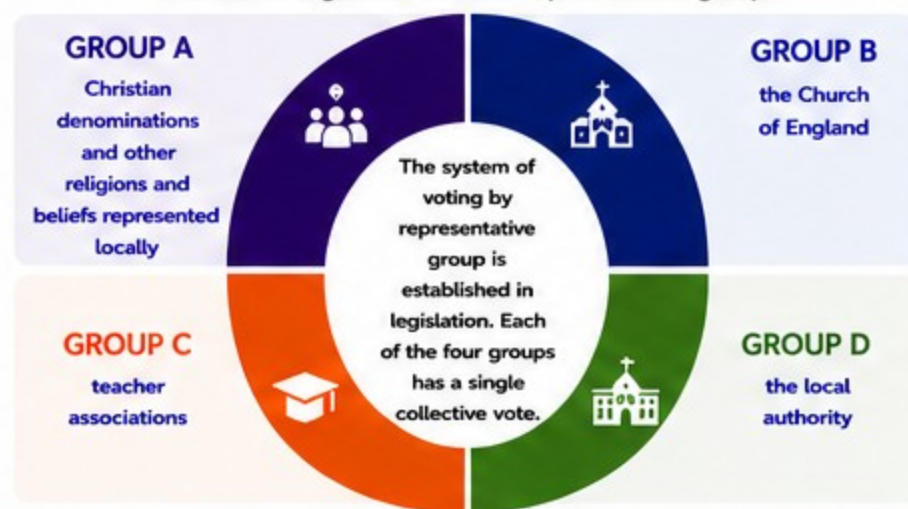 GROUP A
Christian
denominations
and other
religions and
beliefs represented
locally
GROUP B
the Church
of England
The system of
voting by
representative
group is
established in
legislation. Each
of the four groups
has a single
collective vote.
GROUP C
teacher
associations
GROUP D
the local
authority